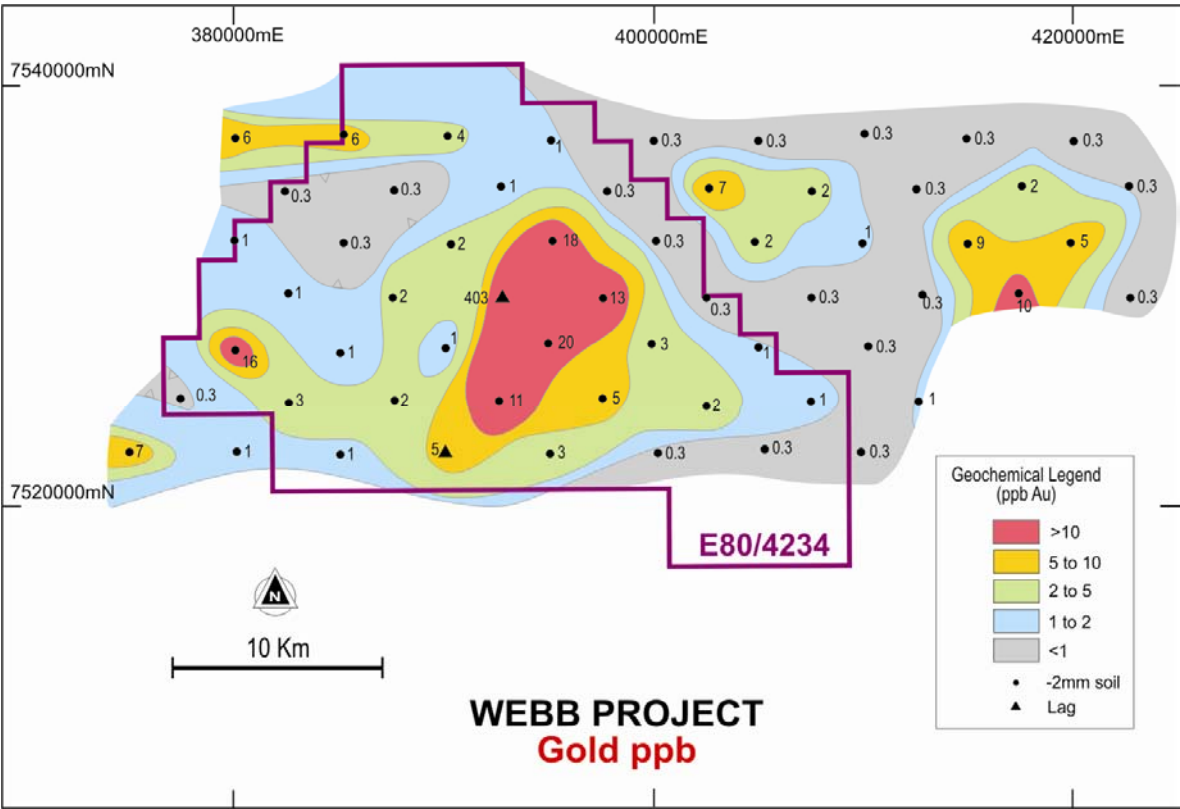 380000mE 400000mE 420000mE
7540000mN
6 6 4 1 0.3 0.3 0.3 0.3 0.3
0.3 0.3 1 0.3 7 2 0.3 2 0.3
1 0.3 2 18 0.3 2 1 9 5
1 2 403 13 0.3 0.3 0.3 10 0.3
16 1 1 20 3 1 0.3
0.3 3 2 11 5 2 1 1
7 1 1 5 3 0.3 0.3 0.3
7520000mN
E80/4234
N
10 Km
WEBB PROJECT
Gold ppb
Geochemical Legend
(ppb Au)
>10
5 to 10
2 to 5
1 to 2
<1
-2mm soil
Lag